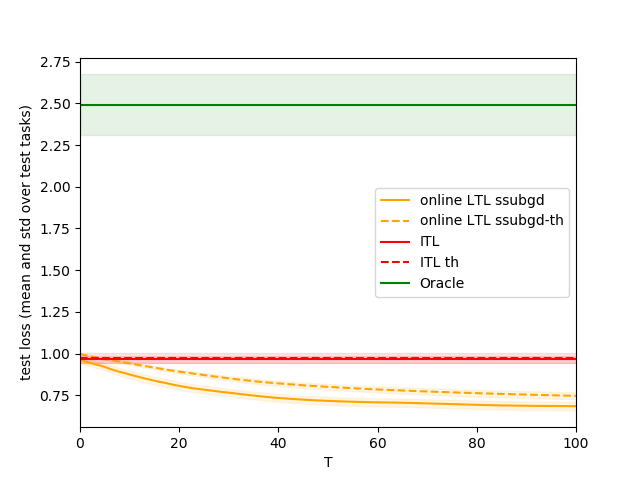 2.75
2.50
2.25
2.00
1.75
1.50
1.25
1.00
0.75
test loss (mean and std over test tasks)
online LTL ssubgd
online LTL ssubgd-th
ITL
ITL th
Oracle
0 20 40 60 80 100
T